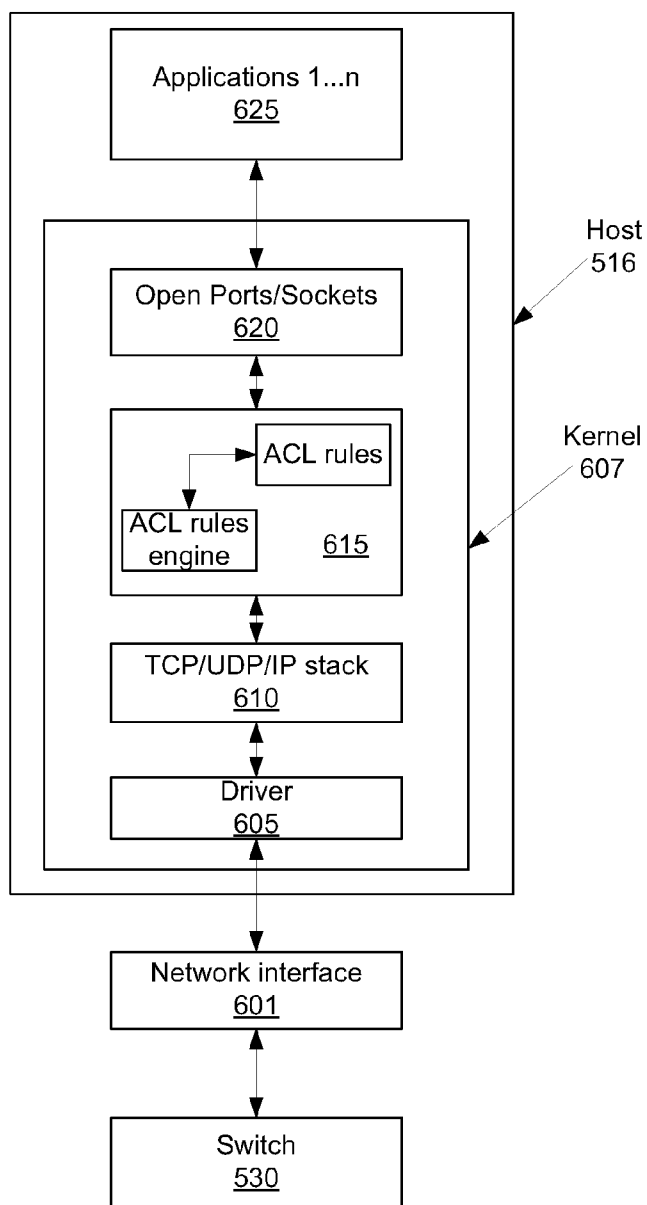 Applications 1...n
625
Host
516
Open Ports/Sockets
620
Kernel
607
ACL rules
ACL rules
engine
615
TCP/UDP/IP stack
610
Driver
605
Network interface
601
Switch
530